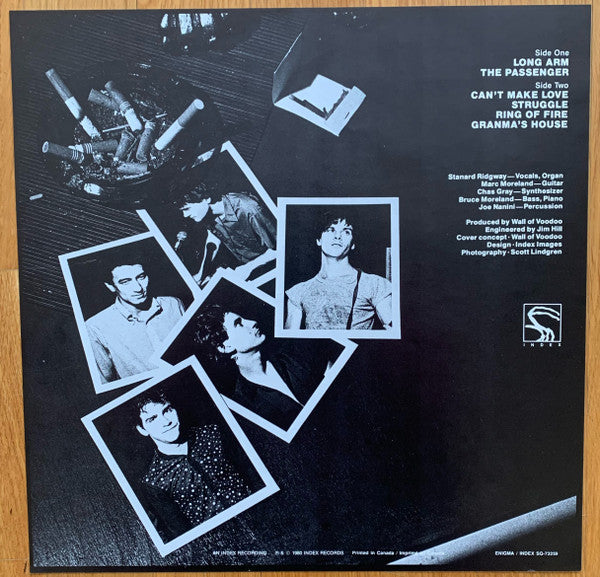 Side One
LONG ARM
THE PASSENGER
Side Two
CAN'T MAKE LOVE
STRUGGLE
RING OF FIRE
GRANMA'S HOUSE
Stanard Ridgway—Vocals, Organ
Marc Moreland—Guitar
Chas Gray—Synthesizer
Bruce Moreland—Bass, Piano
Joe Nanini—Percussion
Produced by Wall of Voodoo
Engineered by Jim Hill
Cover concept · Wall of Voodoo
Design · Index Images
Photography · Scott Lindgren
INDEX
AN INDEX RECORDING © 1980 INDEX RECORDS Printed in Canada /
ENIGMA / INDEX